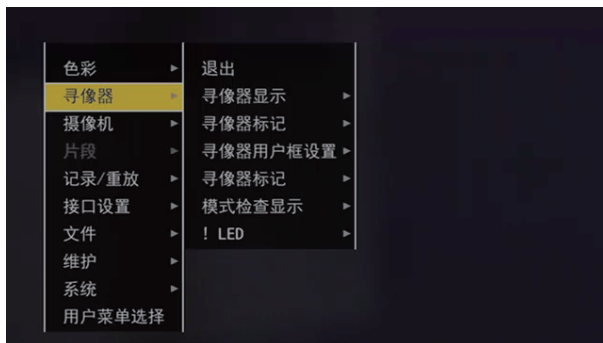 色彩
寻像器
摄像机
片段
记录/重放
接口设置
文件
维护
系统
用户菜单选择
退出
寻像器显示
寻像器标记
寻像器用户框设置
寻像器标记
模式检查显示
! LED